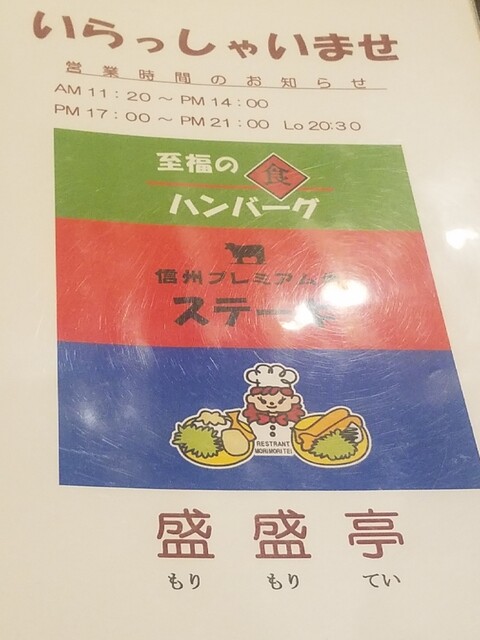 いらっしゃいませ
営業時間のお知らせ
AM 11：20 ～ PM 14：00
PM 17：00 ～ PM 21：00 Lo 20:30
至福の 食
ハンバーグ
信州プレミアム牛
ステーキ
RESTRANT
MORIMORITEI
盛盛亭
もり もり てい